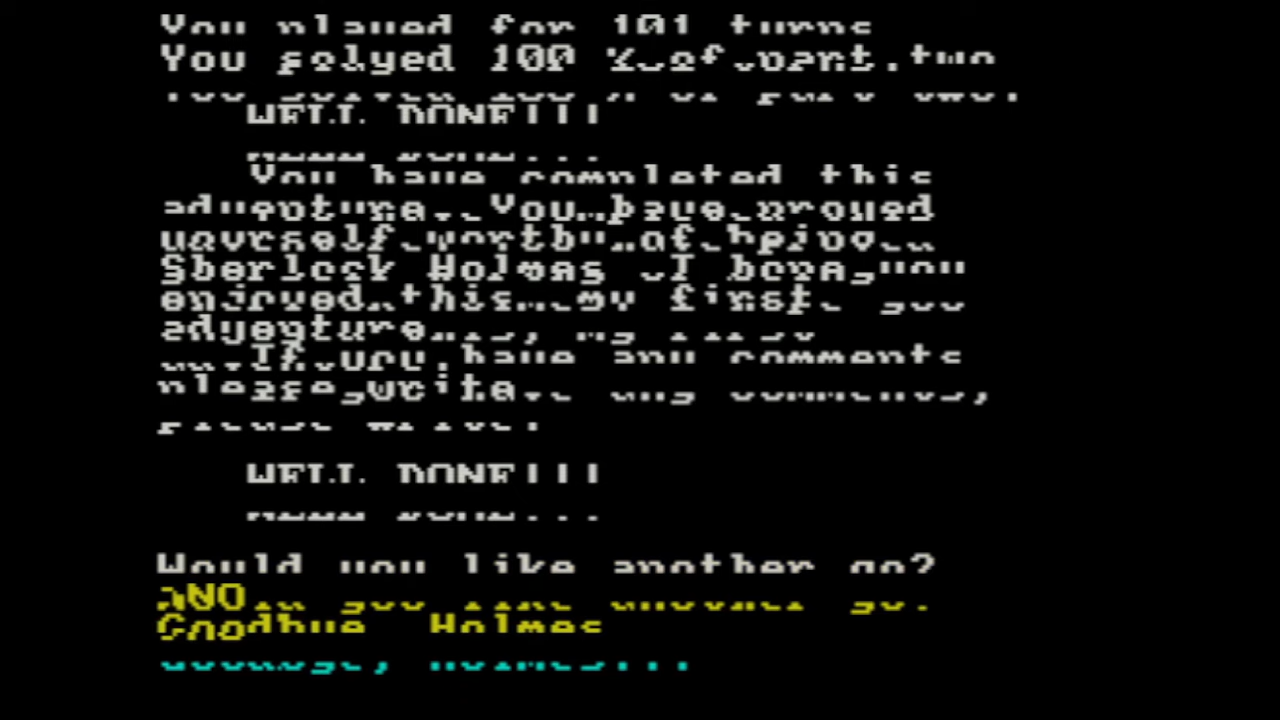 You played for 101 turns
You solved 100 % of part two.
WELL DONE!!!
You have completed this
adventure. You have proved
yourself worthy of being
Sherlock Holmes. I hope you
enjoyed this, my first
adventure.
If you have any comments,
please write.
WELL DONE!!!
Would you like another go?
NO
Goodbye, Holmes...